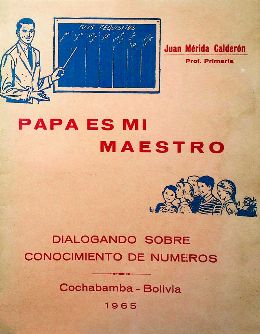 Juan Mérida Calderón
Prof. Primaria
PAPA ES MI
MAESTRO
DIALOGANDO SOBRE
CONOCIMIENTO DE NUMEROS
Cochabamba - Bolivia
1965